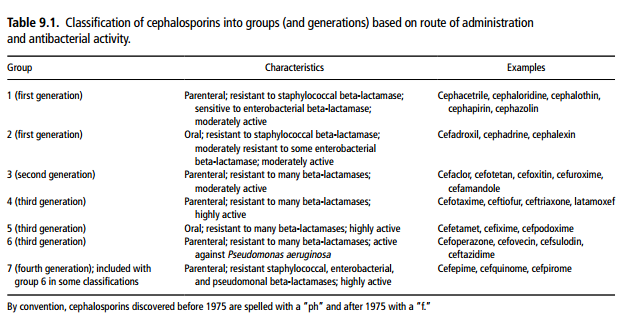 Table 9.1. Classification of cephalosporins into groups (and generations) based on route of administration
and antibacterial activity.
Group Characteristics Examples
1 (first generation) Parenteral; resistant to staphylococcal beta-lactamase; Cephacetrile, cephaloridine, cephalothin,
sensitive to enterobacterial beta-lactamase; cephapirin, cephazolin
moderately active
2 (first generation) Oral; resistant to staphylococcal beta-lactamase; Cefadroxil, cephadrine, cephalexin
moderately resistant to some enterobacterial
beta-lactamase; moderately active
3 (second generation) Parenteral; resistant to many beta-lactamases; Cefaclor, cefotetan, cefoxitin, cefuroxime,
moderately active cefamandole
4 (third generation) Parenteral; resistant to many beta-lactamases; Cefotaxime, ceftiofur, ceftriaxone, latamoxef
highly active
5 (third generation) Oral; resistant to many beta-lactamases; highly active Cefetamet, cefixime, cefpodoxime
6 (third generation) Parenteral; resistant to many beta-lactamases; active Cefoperazone, cefovecin, cefsulodin,
against Pseudomonas aeruginosa ceftazidime
7 (fourth generation); included with Parenteral; resistant staphylococcal, enterobacterial, Cefepime, cefquinome, cefpirome
group 6 in some classifications and pseudomonal beta-lactamases; highly active
By convention, cephalosporins discovered before 1975 are spelled with a "ph" and after 1975 with a "f."